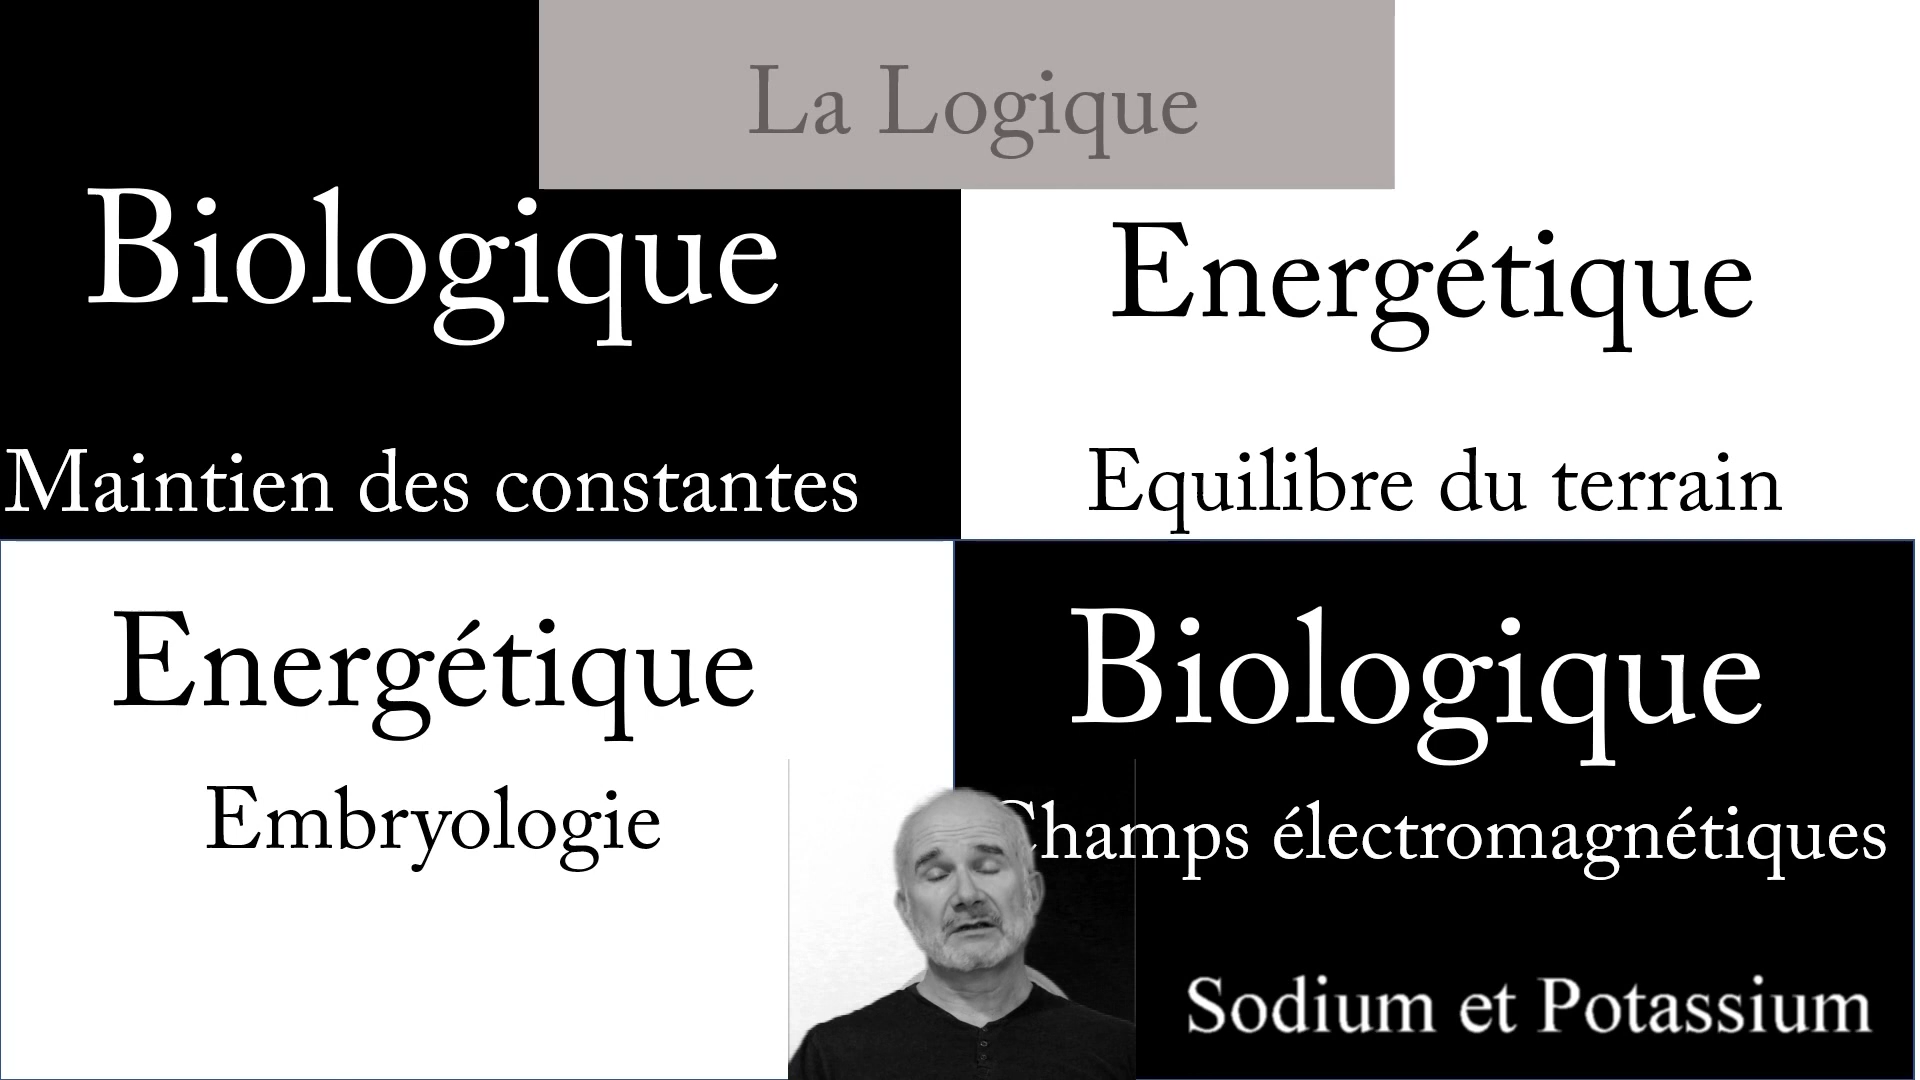 La Logique
Biologique
Energétique
Maintien des constantes
Equilibre du terrain
Energétique
Biologique
Embryologie
Champs électromagnétiques
Sodium et Potassium